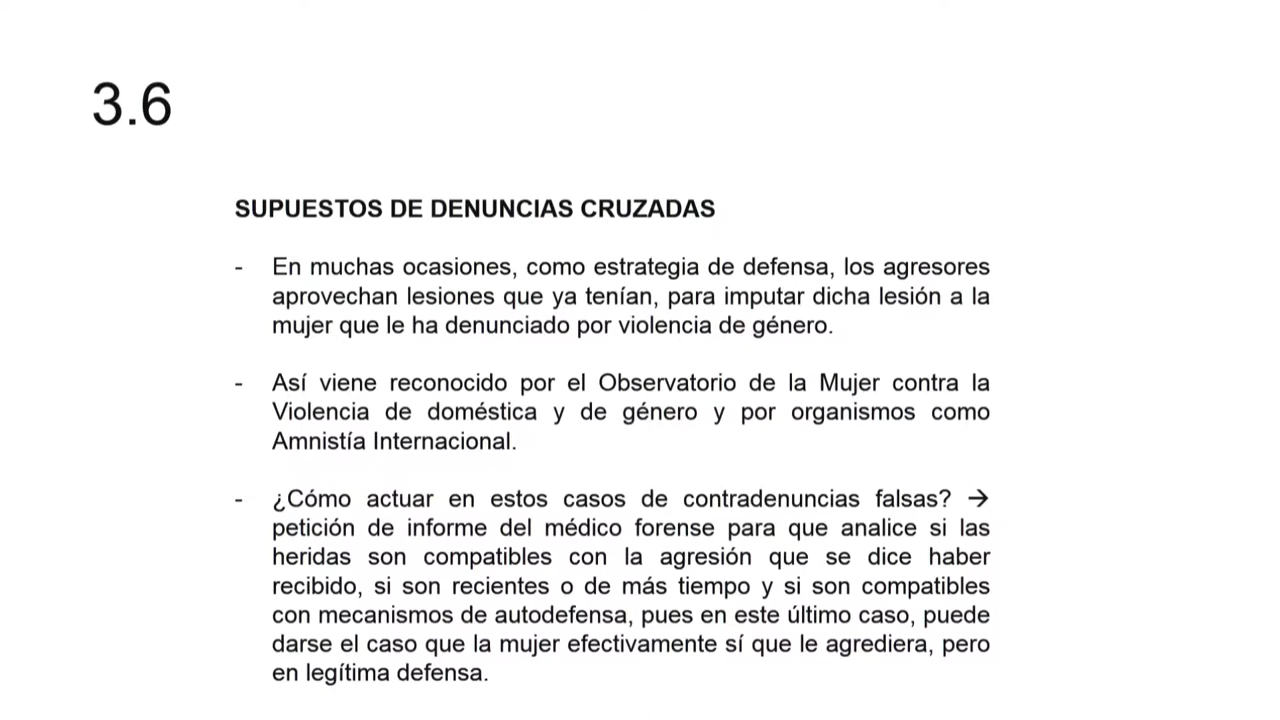 3.6
SUPUESTOS DE DENUNCIAS CRUZADAS
- En muchas ocasiones, como estrategia de defensa, los agresores
aprovechan lesiones que ya tenían, para imputar dicha lesión a la
mujer que le ha denunciado por violencia de género.
- Así viene reconocido por el Observatorio de la Mujer contra la
Violencia de doméstica y de género y por organismos como
Amnistía Internacional.
- ¿Cómo actuar en estos casos de contradenuncias falsas? →
petición de informe del médico forense para que analice si las
heridas son compatibles con la agresión que se dice haber
recibido, si son recientes o de más tiempo y si son compatibles
con mecanismos de autodefensa, pues en este último caso, puede
darse el caso que la mujer efectivamente sí que le agrediera, pero
en legítima defensa.